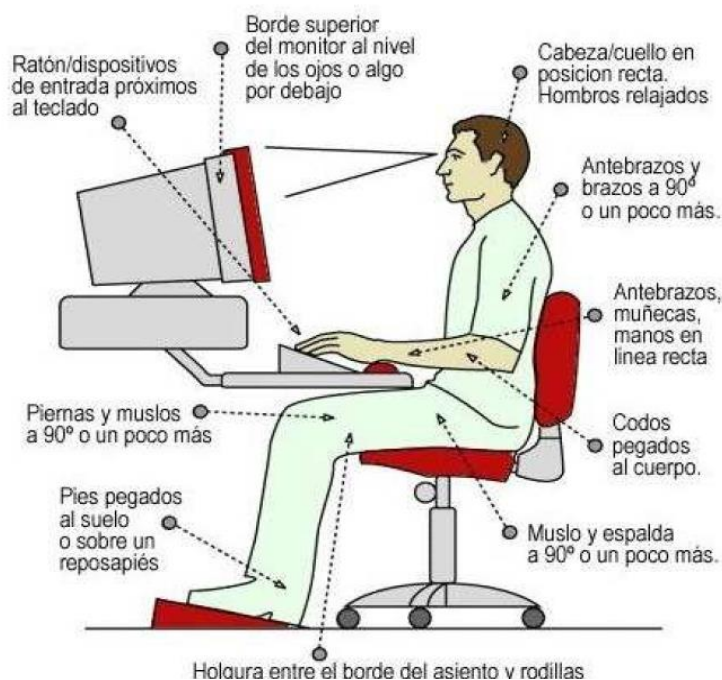 Borde superior
del monitor al nivel
de los ojos o algo
por debajo
Ratón/dispositivos
de entrada próximos
al teclado
Cabeza/cuello en
posicion recta.
Hombros relajados
Antebrazos y
brazos a 90º
o un poco más.
Antebrazos,
muñecas,
manos en
linea recta
Piernas y muslos
a 90º o un poco más
Codos
pegados
al cuerpo.
Pies pegados
al suelo
o sobre un
reposapiés
Muslo y espalda
a 90º o un poco más.
Holgura entre el borde del asiento y rodillas